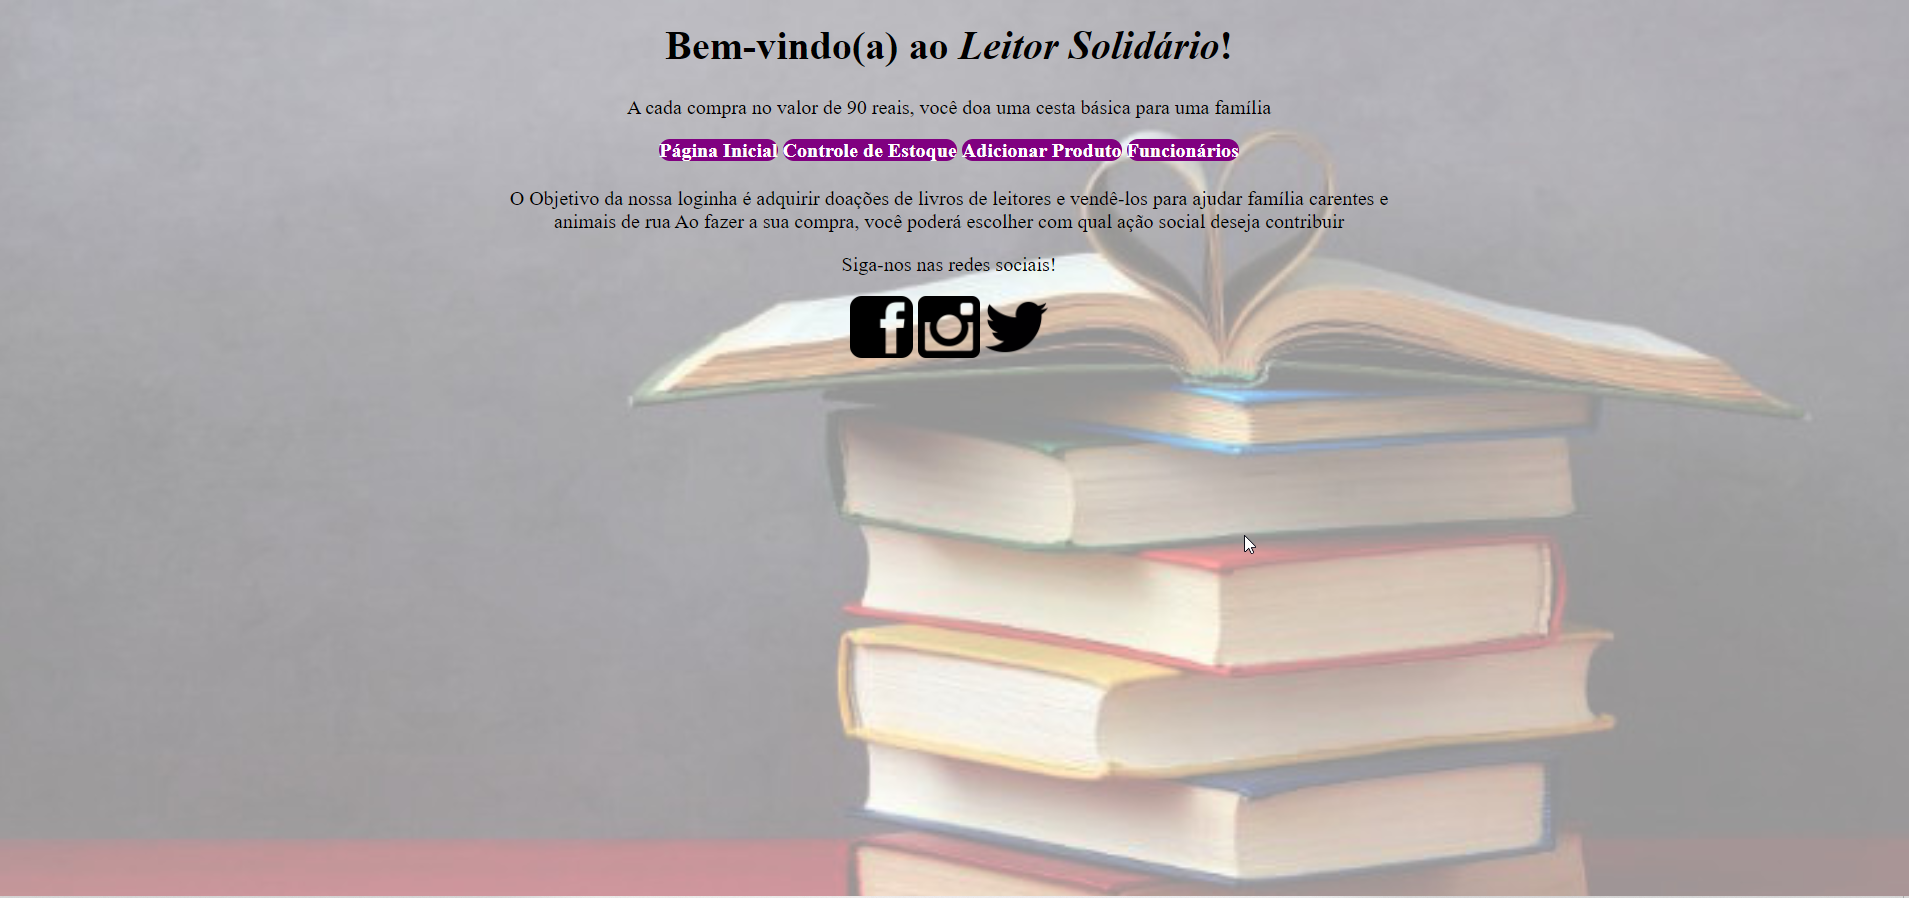 Bem-vindo(a) ao Leitor Solidário!
A cada compra no valor de 90 reais, você doa uma cesta básica para uma família
Página Inicial Controle de Estoque Adicionar Produto Funcionários
O Objetivo da nossa loginha é adquirir doações de livros de leitores e vendê-los para ajudar família carentes e
animais de rua Ao fazer a sua compra, você poderá escolher com qual ação social deseja contribuir
Siga-nos nas redes sociais!